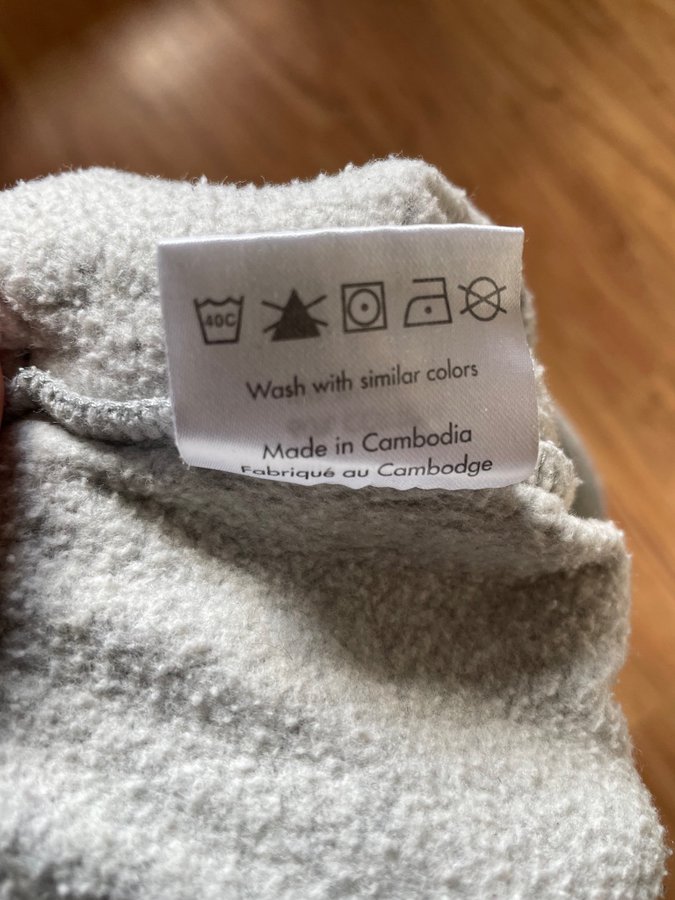 40C
Wash with similar colors
Made in Cambodia
Fabriqué au Cambodge